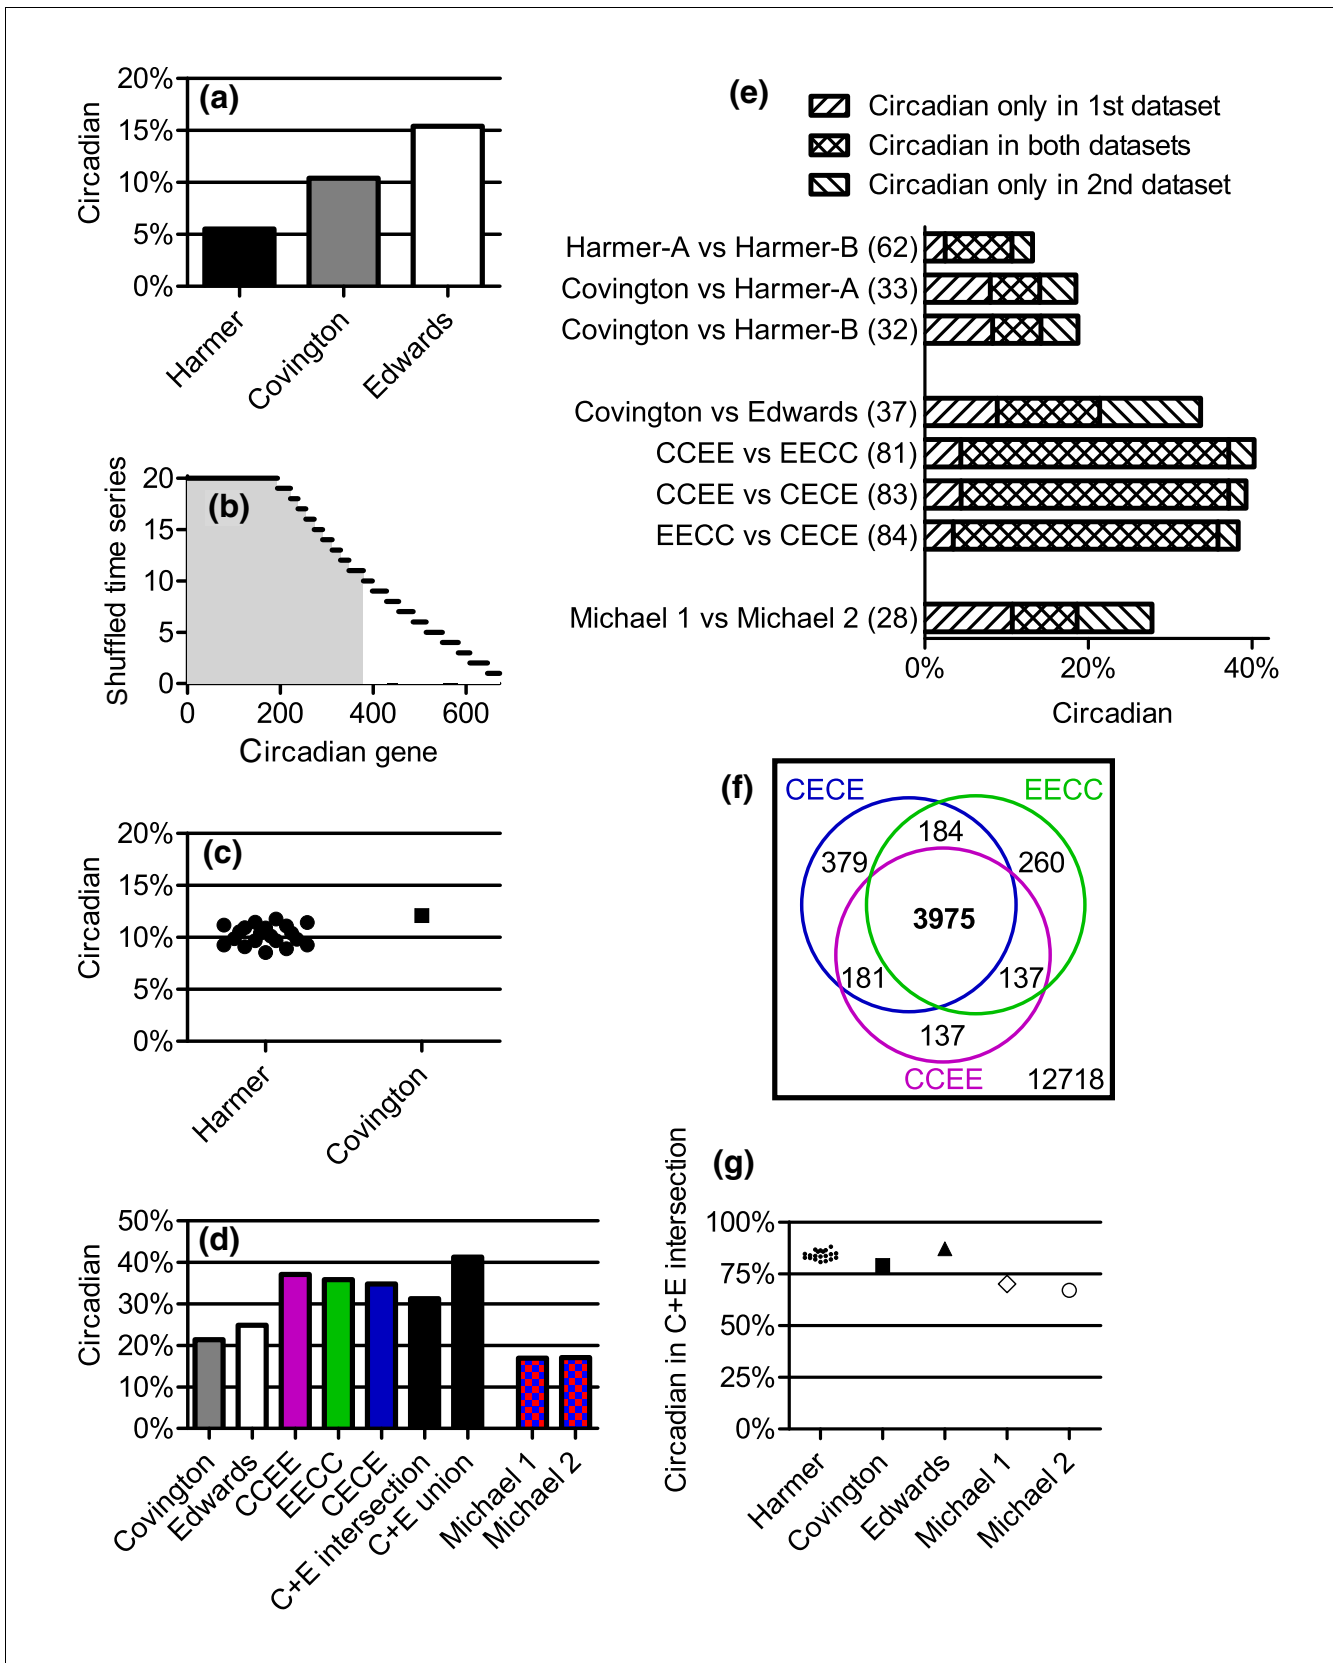 (a)
Circadian
20%
15%
10%
5%
0%
Harmer
Covington
Edwards
(b)
Shuffled time series
20
15
10
5
0
0 200 400 600
Circadian gene
(c)
Circadian
20%
15%
10%
5%
0%
Harmer
Covington
(d)
Circadian
50%
40%
30%
20%
10%
0%
Covington
Edwards
CCEE
EECC
CECE
C+E intersection
C+E union
Michael 1
Michael 2
(e)
Circadian only in 1st dataset
Circadian in both datasets
Circadian only in 2nd dataset
Harmer-A vs Harmer-B (62)
Covington vs Harmer-A (33)
Covington vs Harmer-B (32)
Covington vs Edwards (37)
CCEE vs EECC (81)
CCEE vs CECE (83)
EECC vs CECE (84)
Michael 1 vs Michael 2 (28)
0% 20% 40%
Circadian
(f)
CECE EECC
184
379 260
3975
181 137
137
CCEE 12718
(g)
Circadian in C+E intersection
100%
75%
50%
25%
0%
Harmer
Covington
Edwards
Michael 1
Michael 2